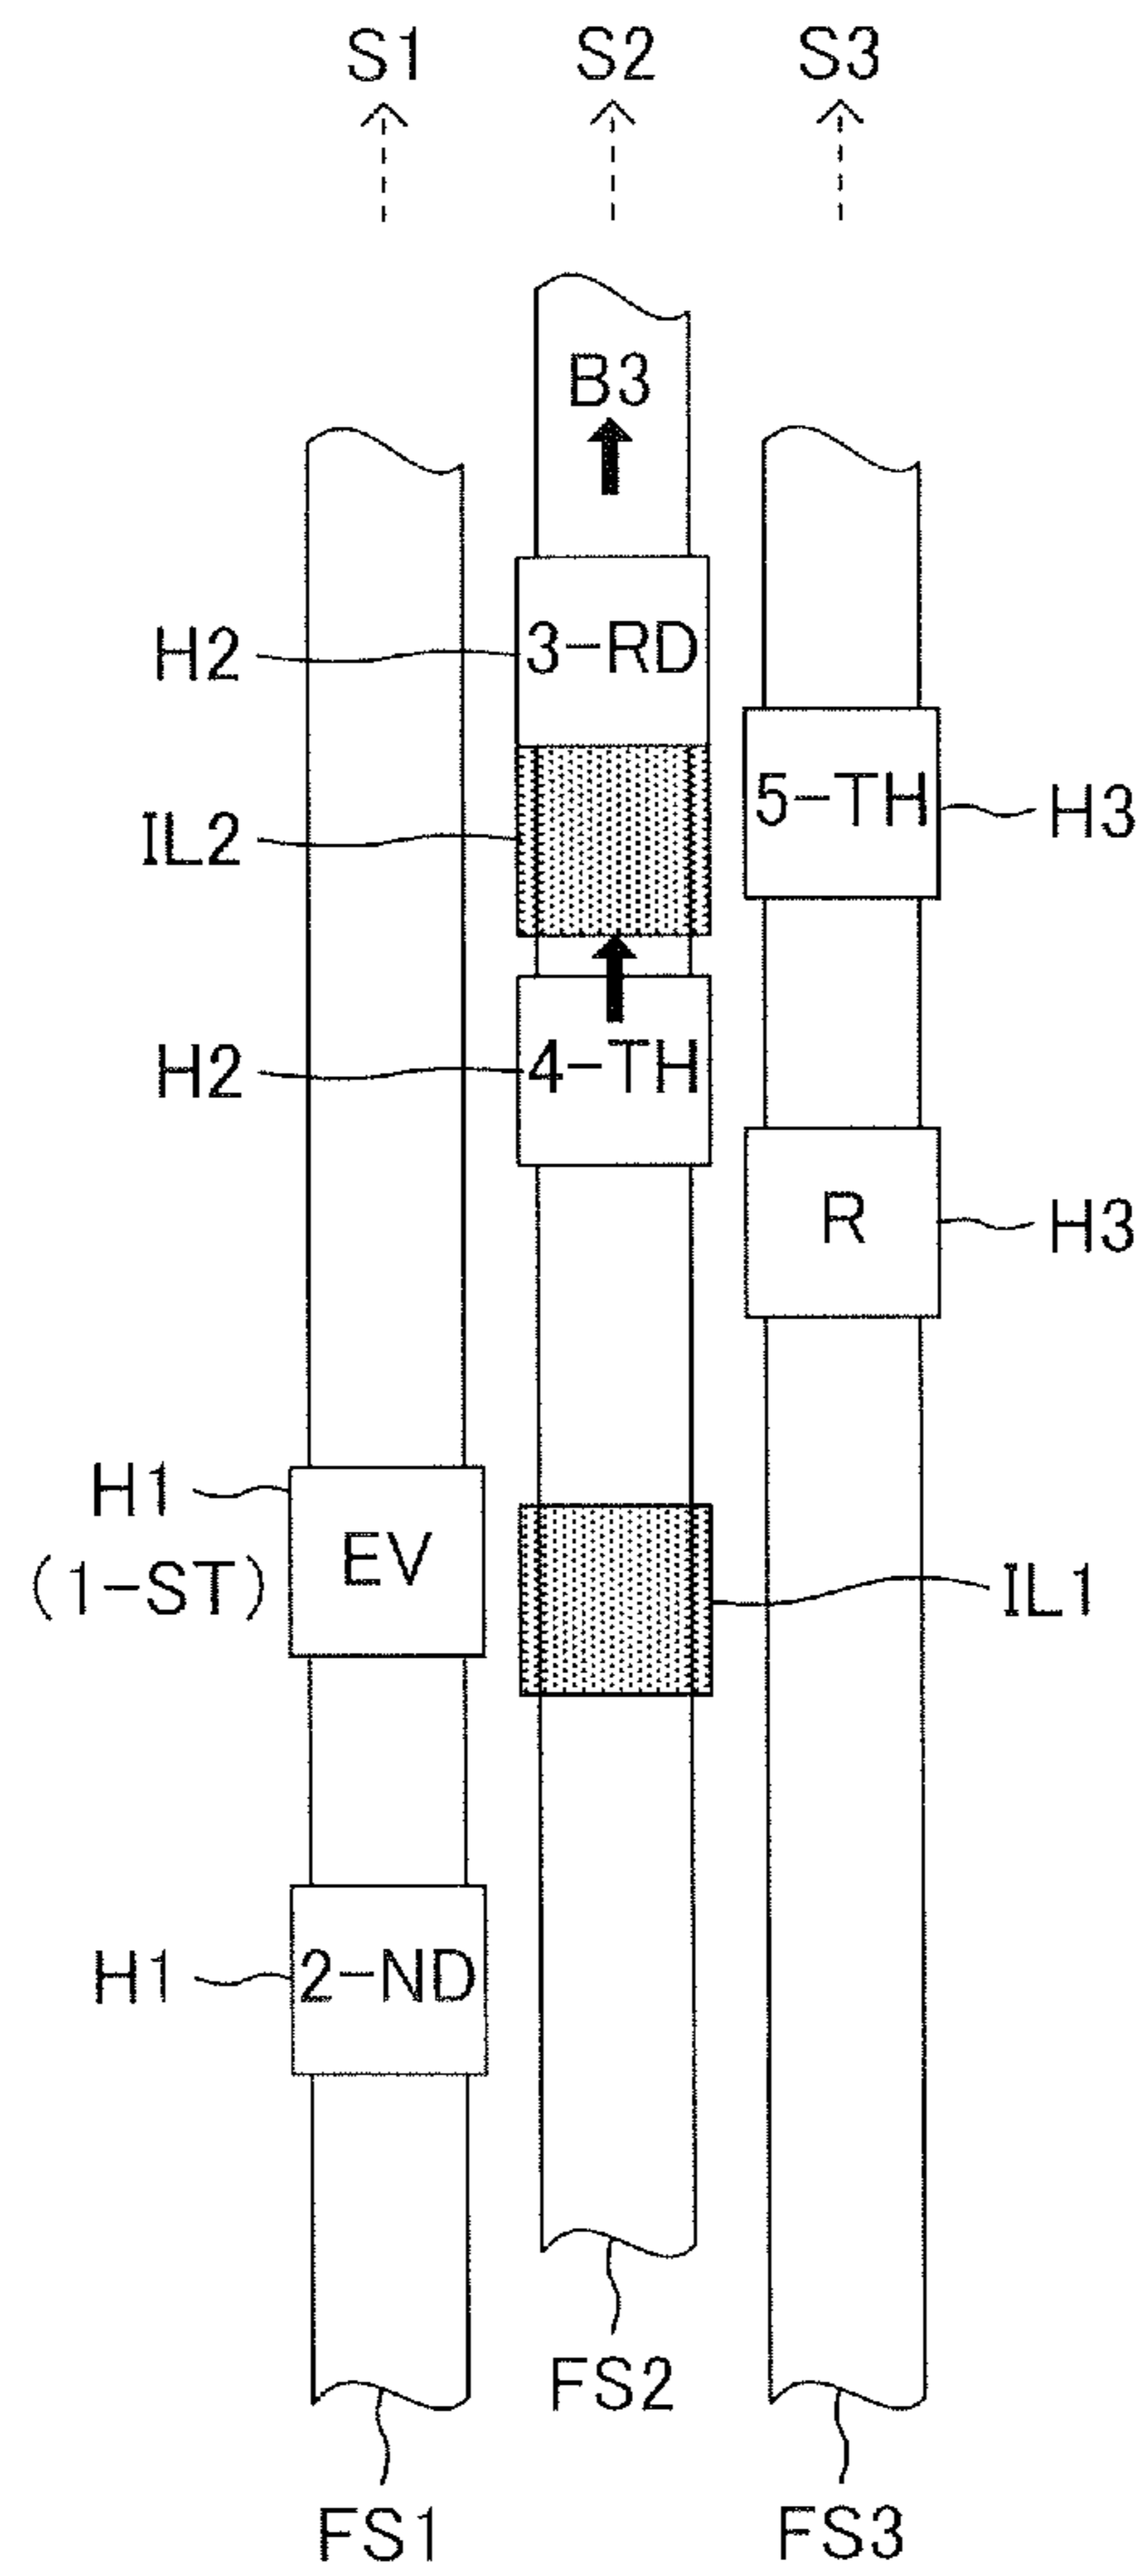 S1 S2 S3
B3
H2 3-RD
5-TH H3
IL2
H2 4-TH
R H3
H1 EV
(1-ST) IL1
H1 2-ND
FS2
FS1 FS3